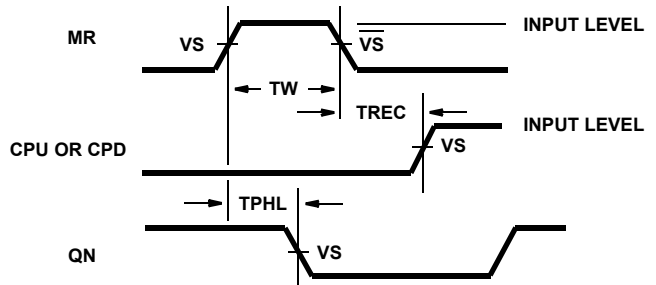 MR
VS
VS
INPUT LEVEL
TW
TREC
INPUT LEVEL
CPU OR CPD
VS
TPHL
QN
VS